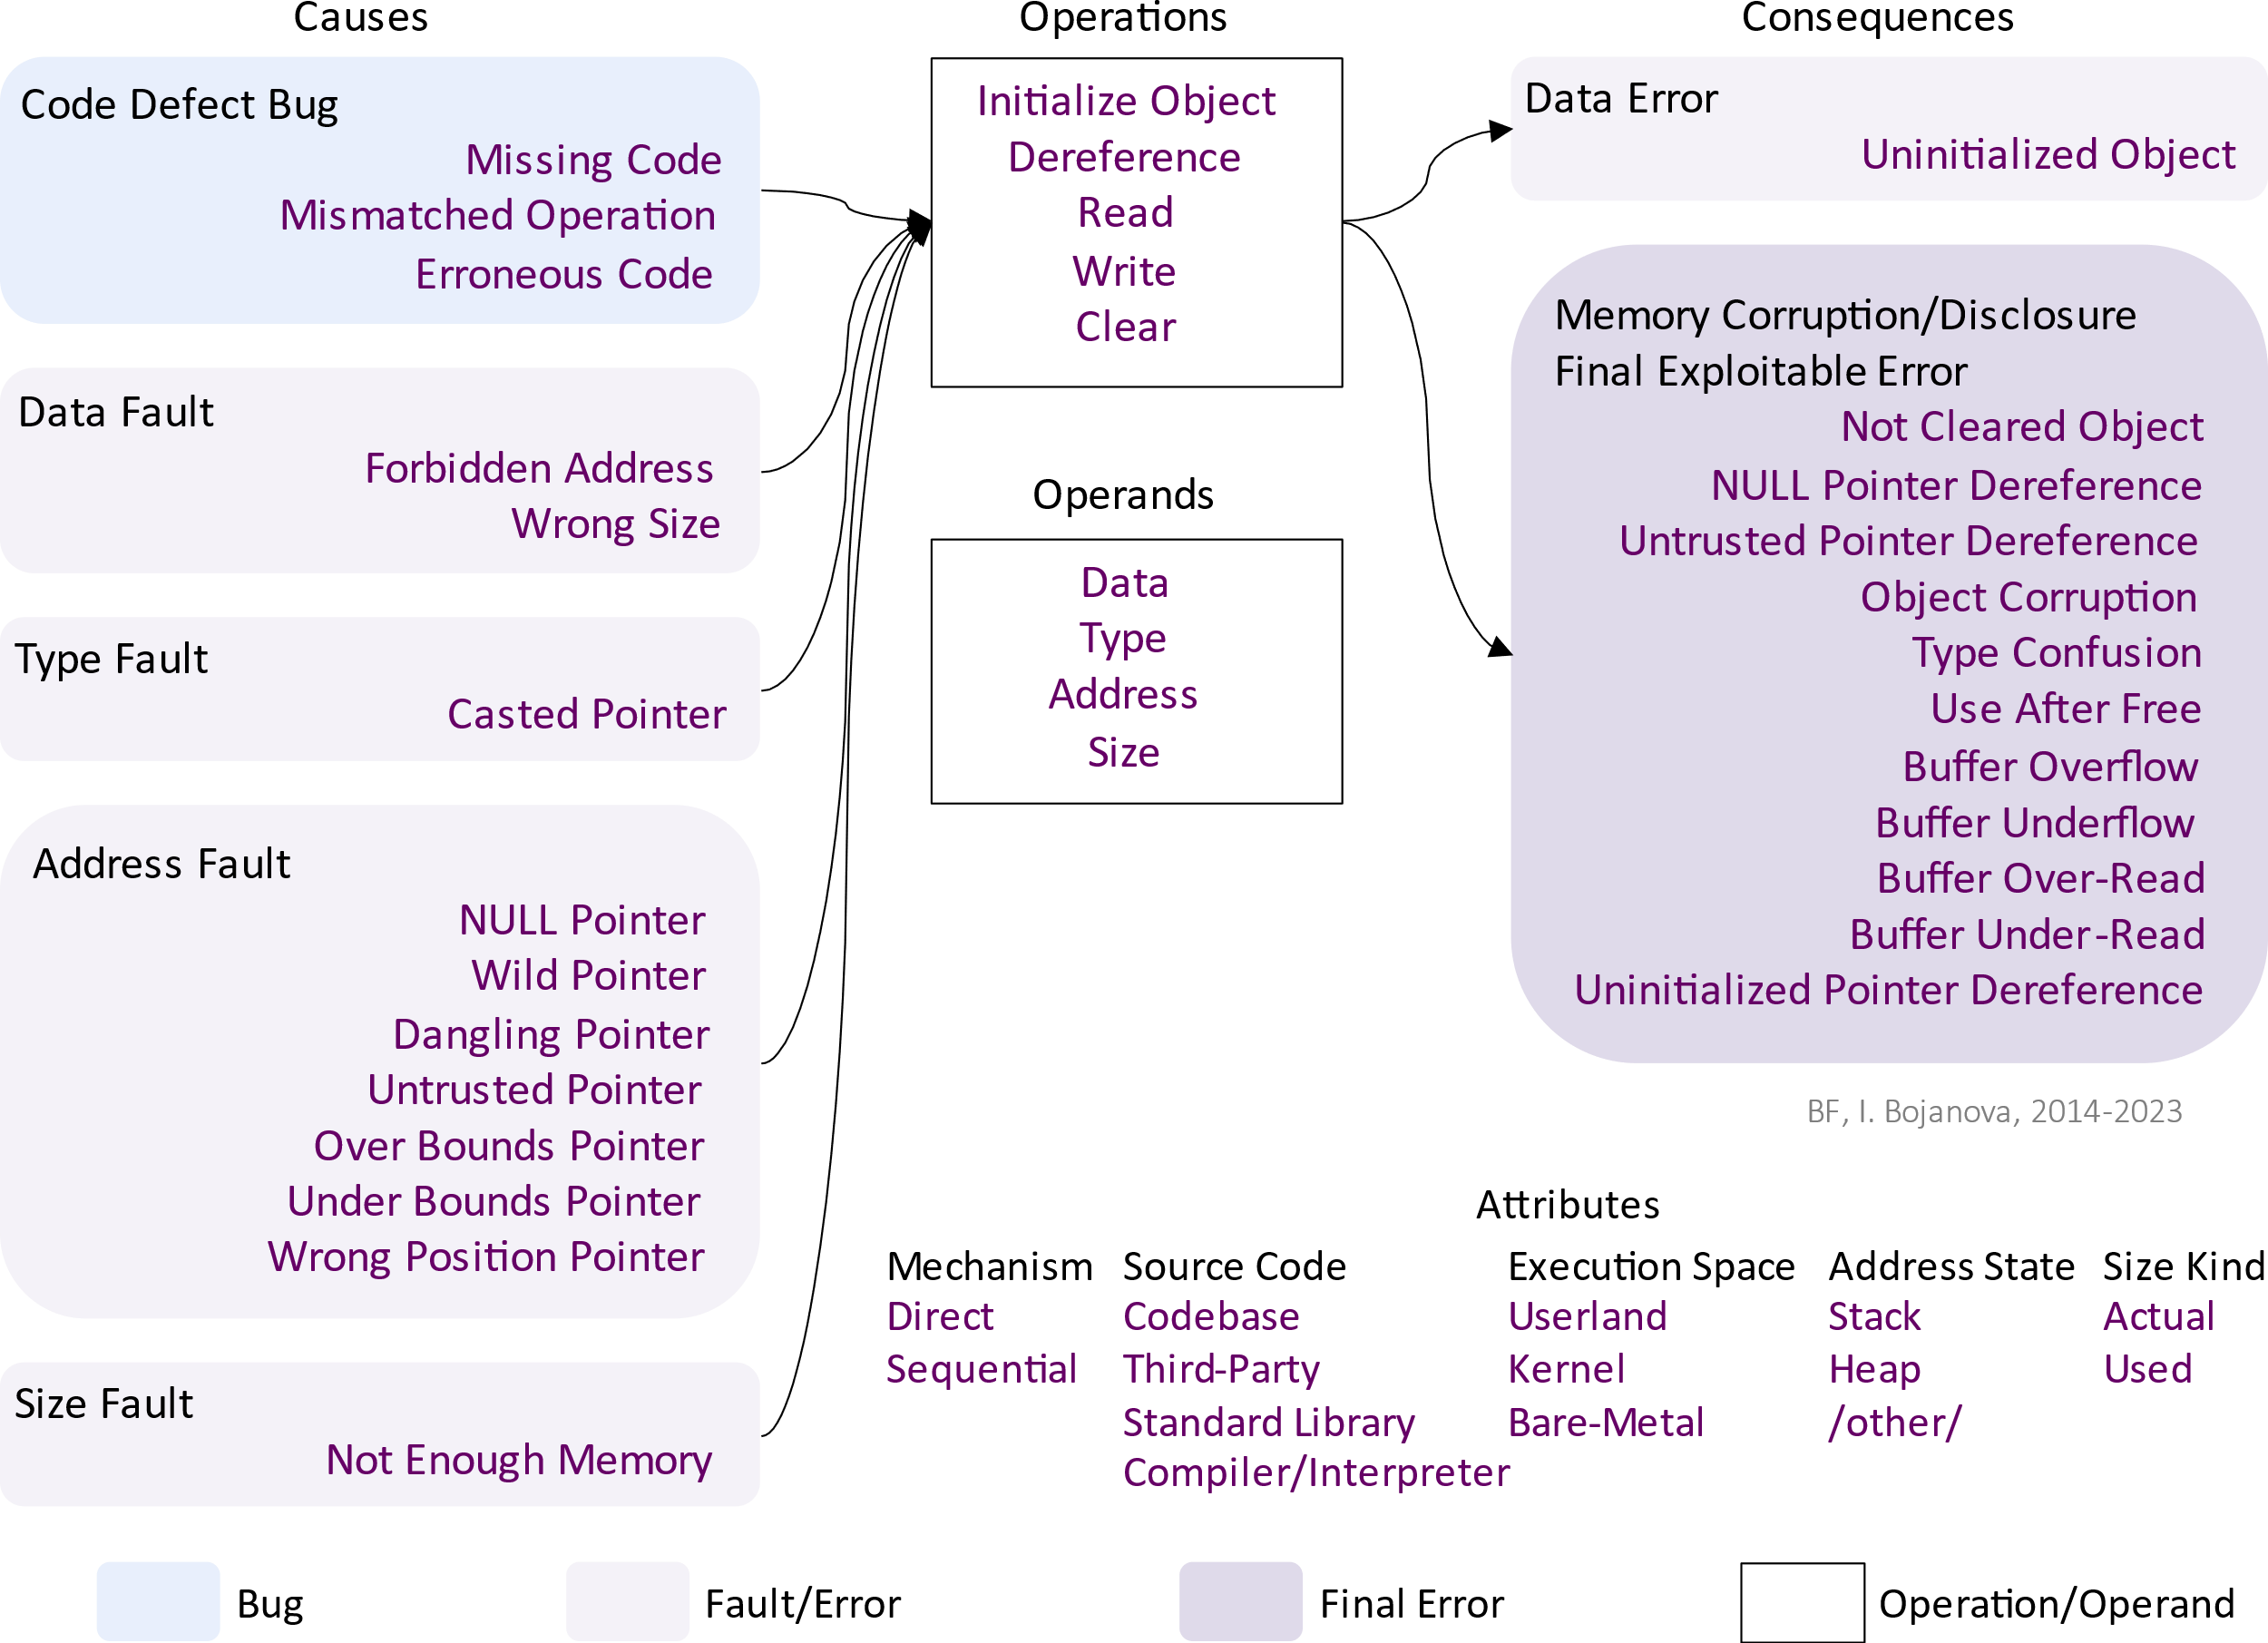 Causes
Code Defect Bug
Missing Code
Mismatched Operation
Erroneous Code
Data Fault
Forbidden Address
Wrong Size
Type Fault
Casted Pointer
Address Fault
NULL Pointer
Wild Pointer
Dangling Pointer
Untrusted Pointer
Over Bounds Pointer
Under Bounds Pointer
Wrong Position Pointer
Size Fault
Not Enough Memory
Operations
Initialize Object
Dereference
Read
Write
Clear
Operands
Data
Type
Address
Size
Consequences
Data Error
Uninitialized Object
Memory Corruption/Disclosure
Final Exploitable Error
Not Cleared Object
NULL Pointer Dereference
Untrusted Pointer Dereference
Object Corruption
Type Confusion
Use After Free
Buffer Overflow
Buffer Underflow
Buffer Over-Read
Buffer Under-Read
Uninitialized Pointer Dereference
BF, I. Bojanova, 2014-2023
Attributes
Mechanism
Direct
Sequential
Source Code
Codebase
Third-Party
Standard Library
Compiler/Interpreter
Execution Space
Userland
Kernel
Bare-Metal
Address State
Stack
Heap
/other/
Size Kind
Actual
Used
Bug
Fault/Error
Final Error
Operation/Operand